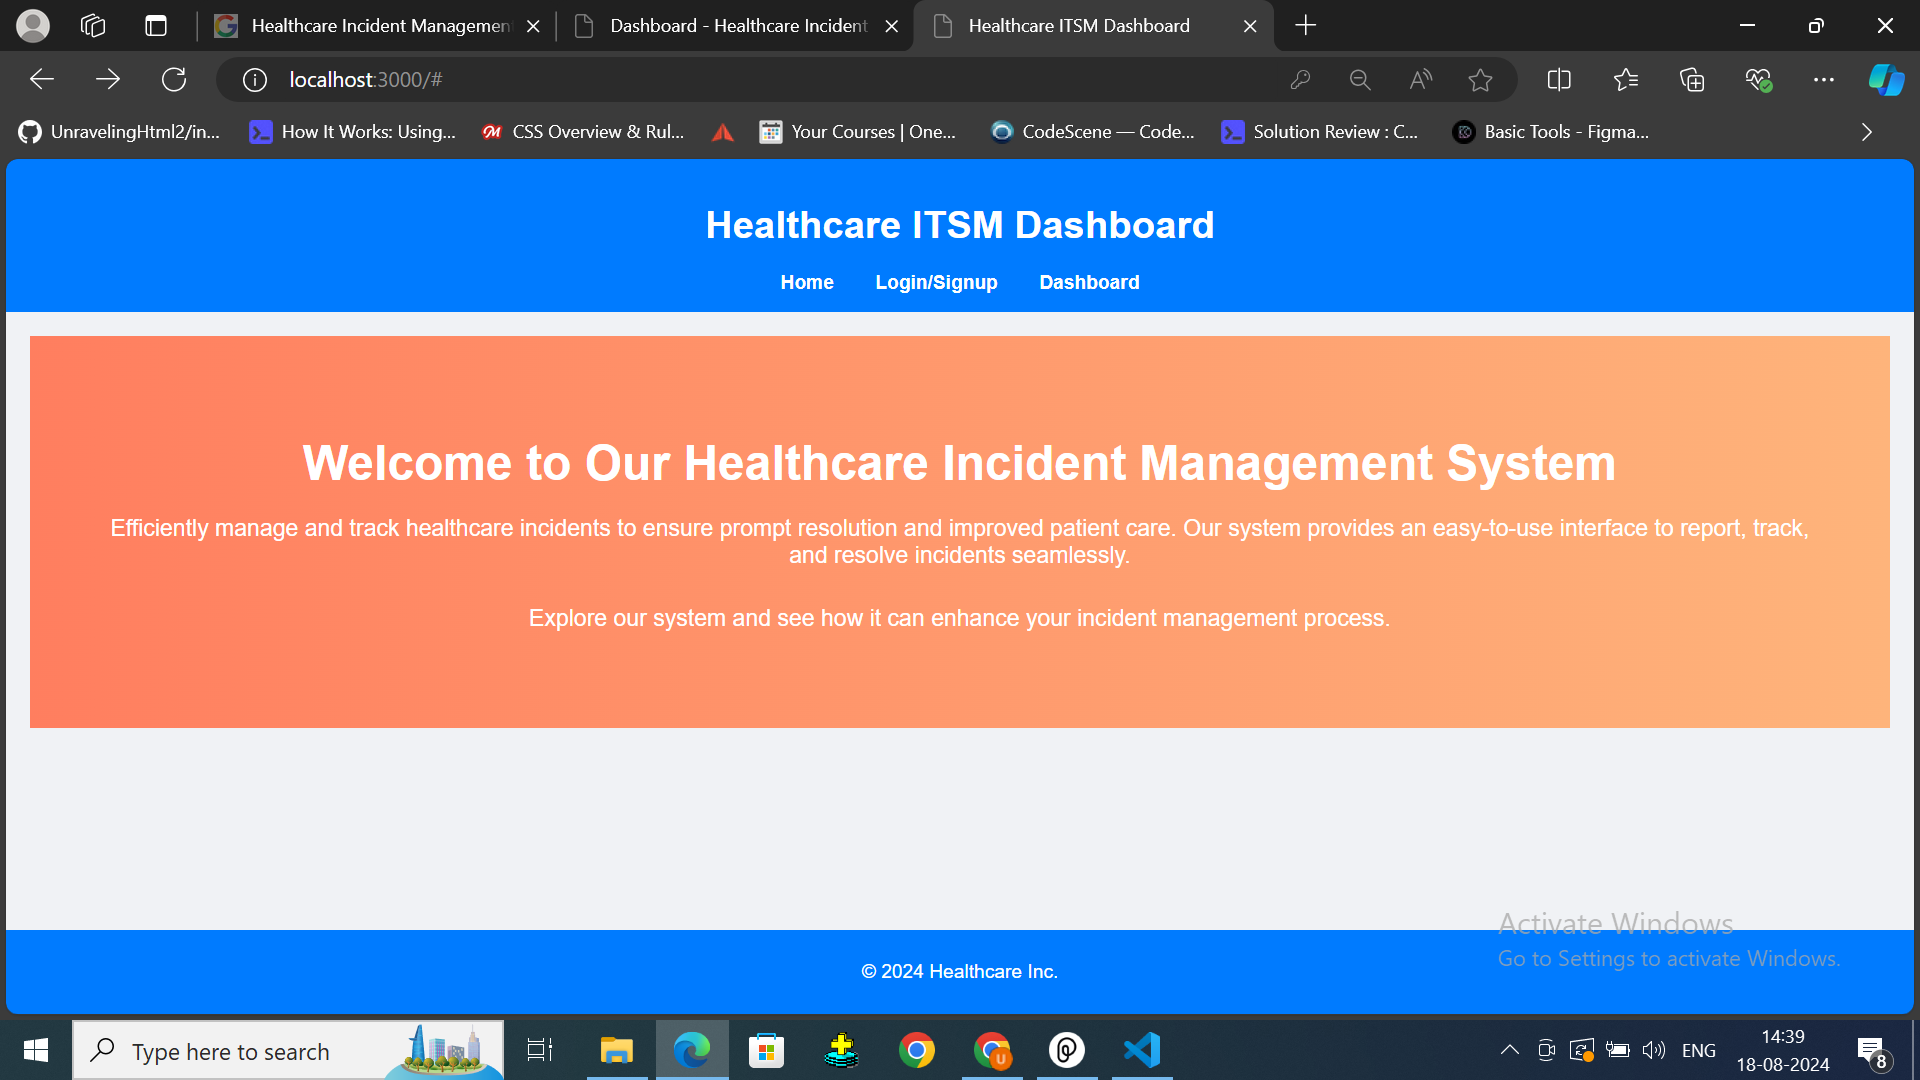 Healthcare Incident Managemen
Dashboard - Healthcare Incident
Healthcare ITSM Dashboard
localhost:3000/#
UnravelingHtml2/in...
How It Works: Using...
CSS Overview & Rul...
Your Courses | One...
CodeScene — Code...
Solution Review : C...
Basic Tools - Figma...
Healthcare ITSM Dashboard
Home Login/Signup Dashboard
Welcome to Our Healthcare Incident Management System
Efficiently manage and track healthcare incidents to ensure prompt resolution and improved patient care. Our system provides an easy-to-use interface to report, track,
and resolve incidents seamlessly.
Explore our system and see how it can enhance your incident management process.
Activate Windows
Go to Settings to activate Windows.
© 2024 Healthcare Inc.
Type here to search
ENG
14:39
18-08-2024
8